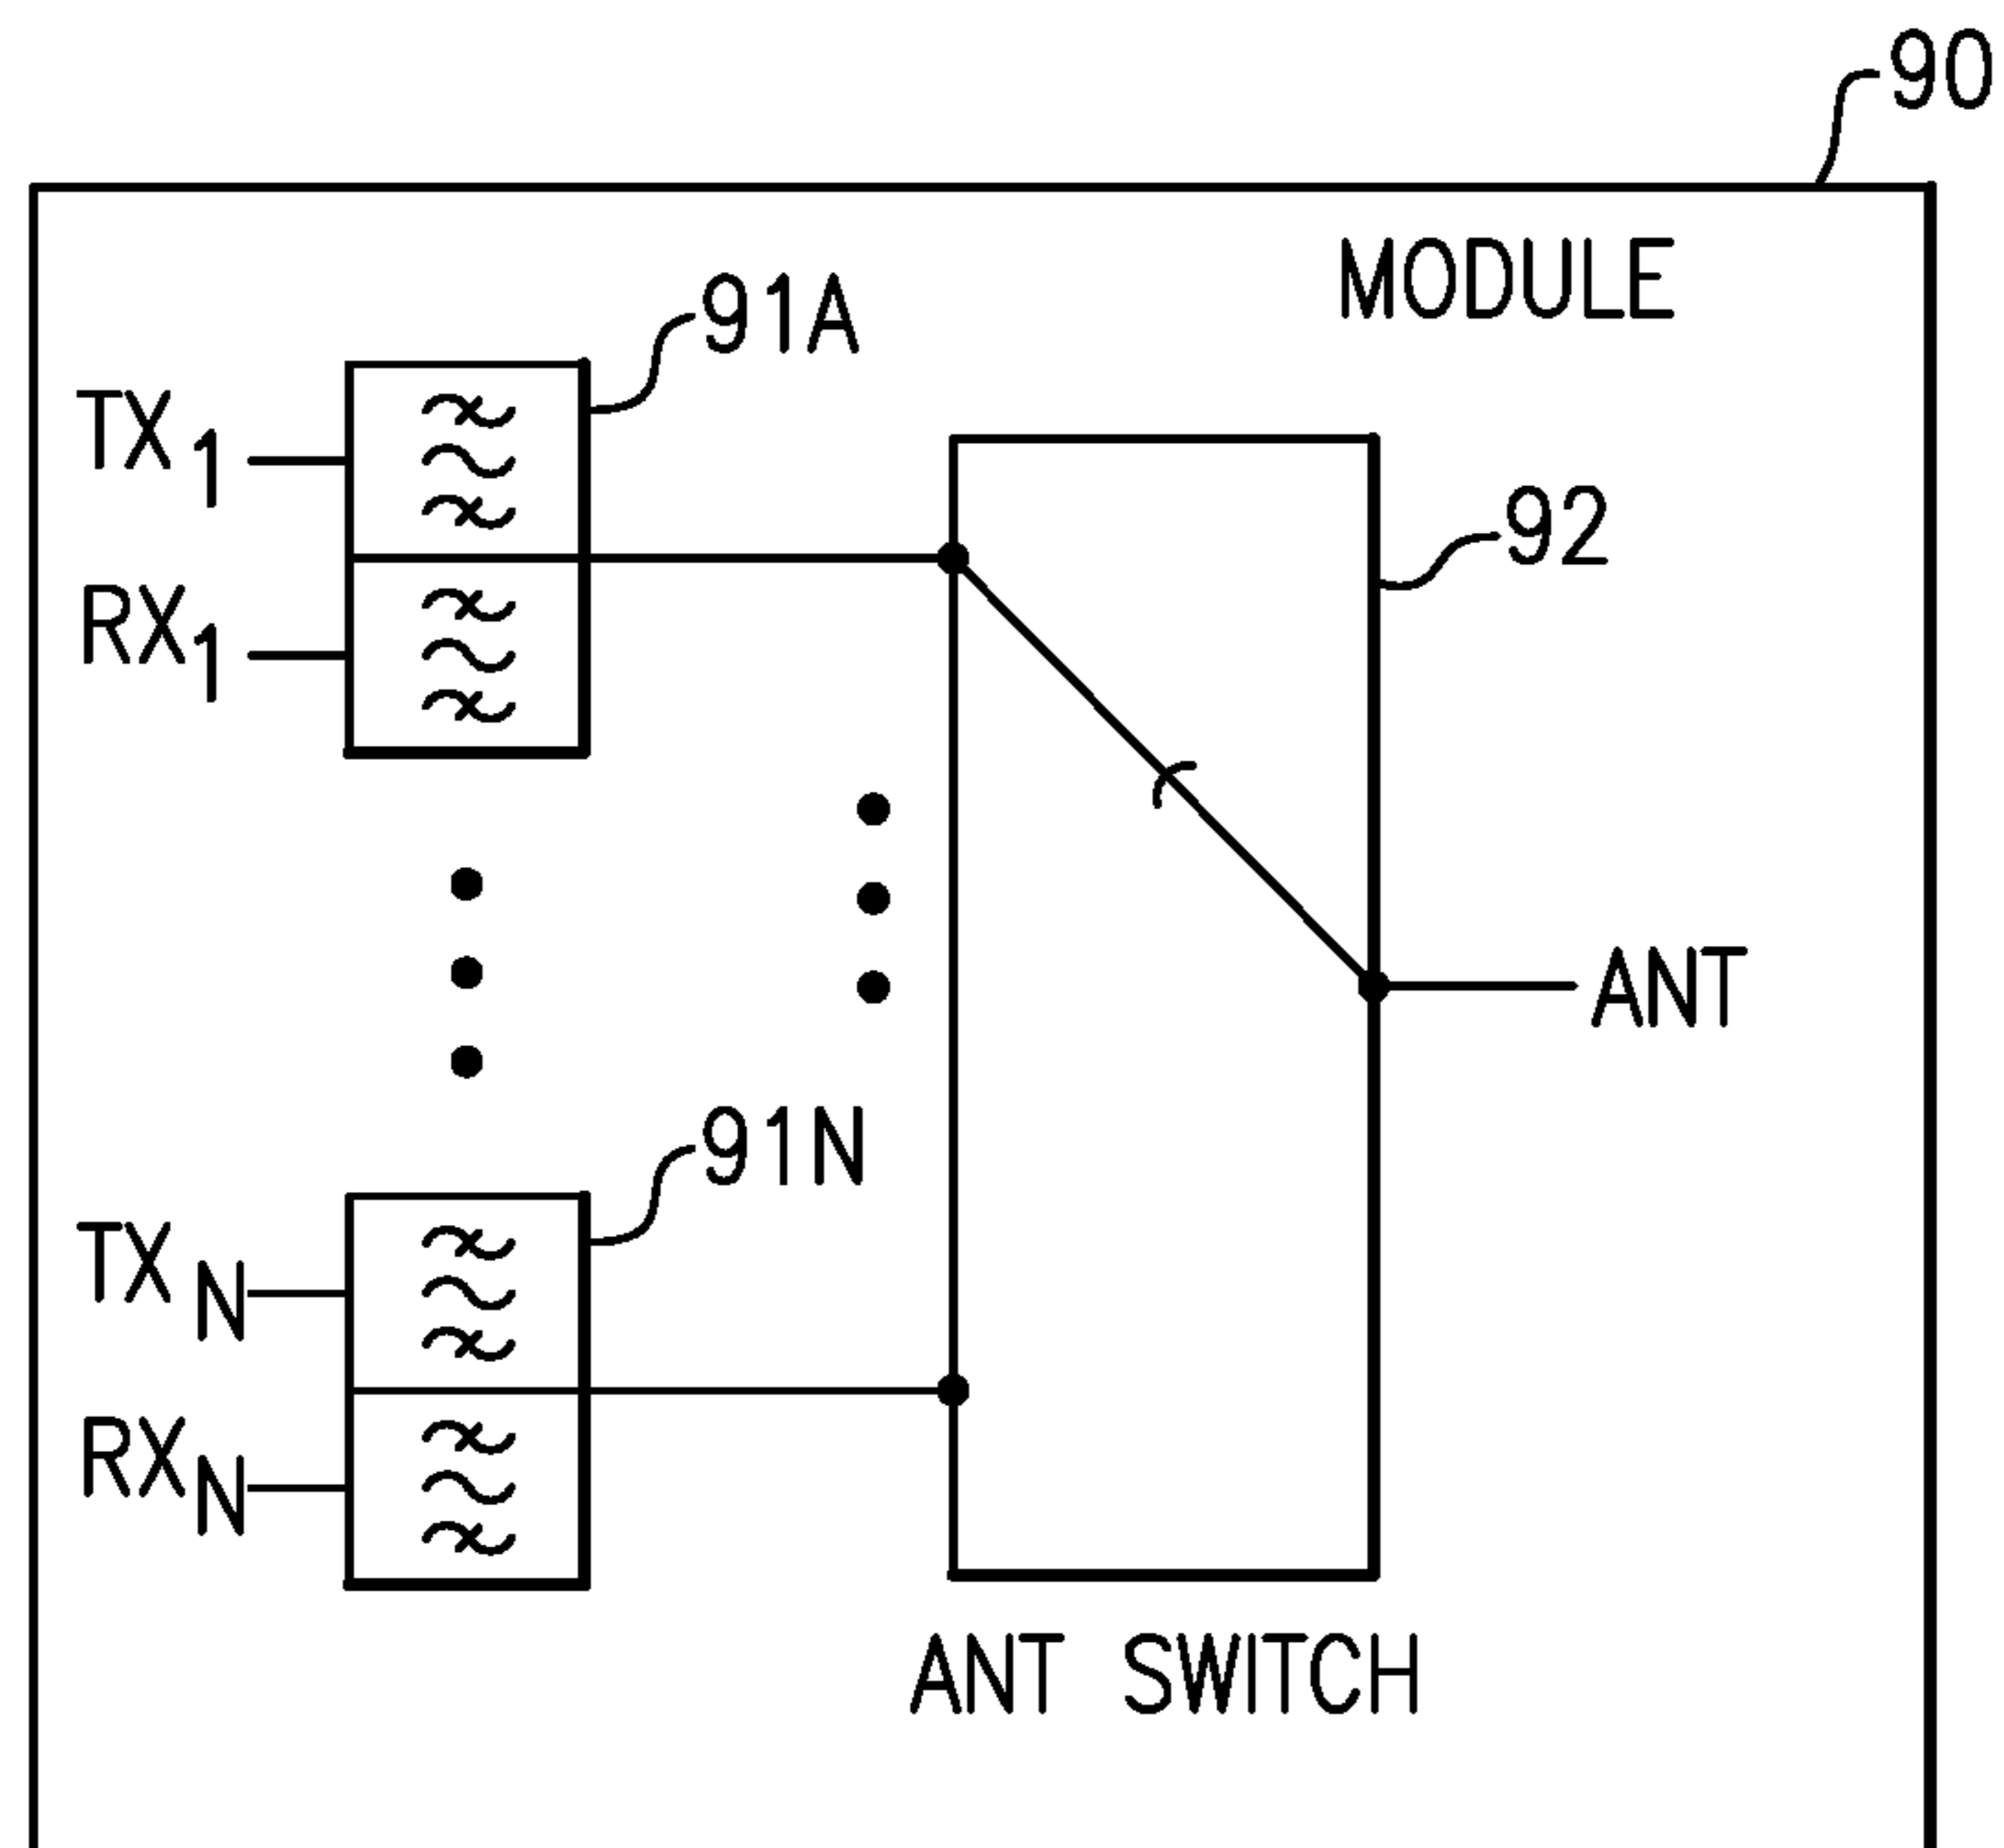 90
MODULE
91A
TX1
RX1
92
ANT
91N
TXN
RXN
ANT SWITCH